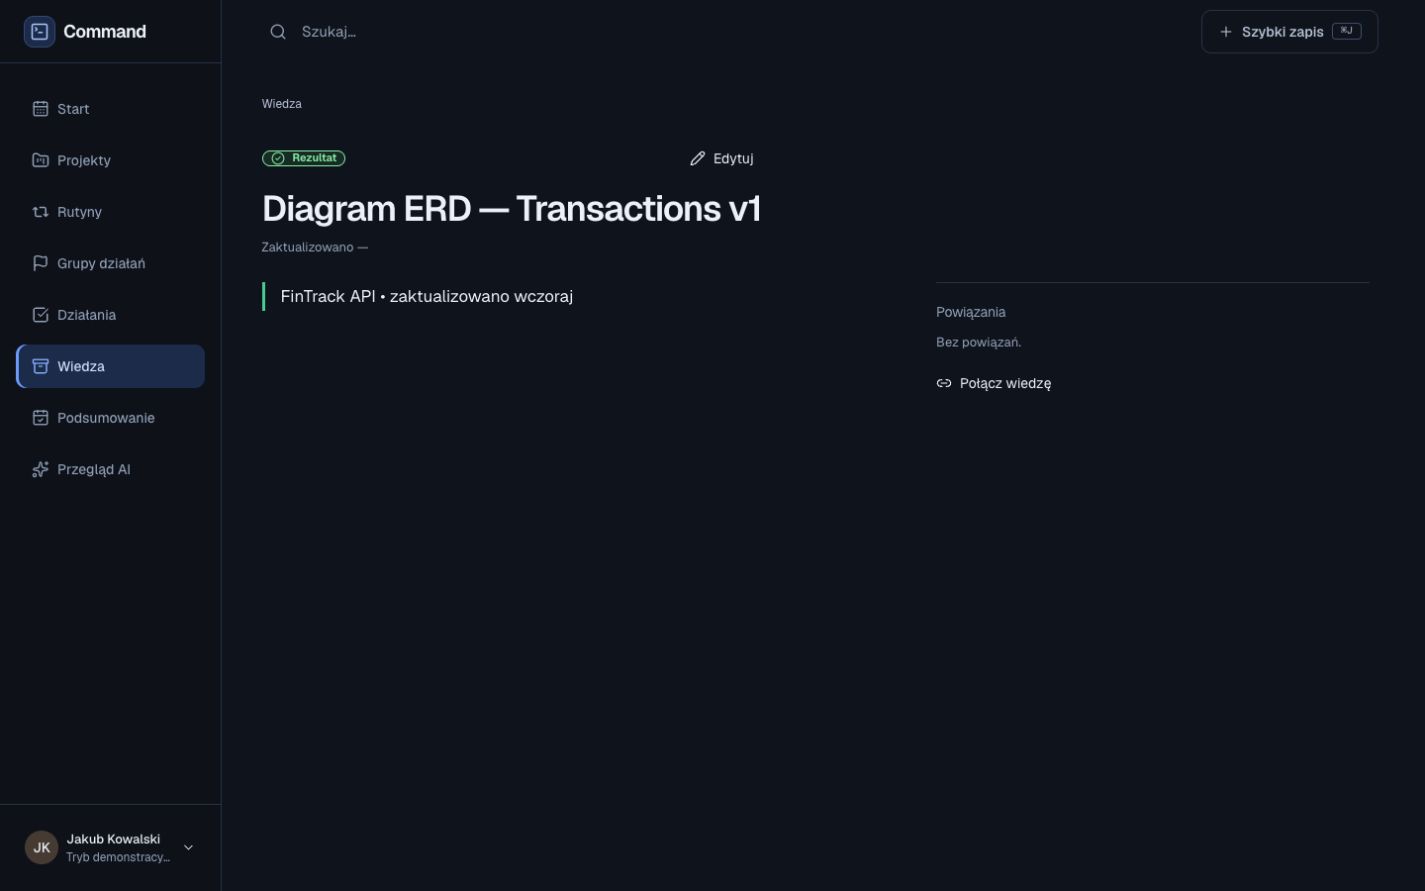 Command
Szukaj...
Szybki zapis
⌘J
Start
Projekty
Rutyny
Grupy działań
Działania
Wiedza
Podsumowanie
Przegląd AI
Wiedza
Rezultat
Edytuj
Diagram ERD — Transactions v1
Zaktualizowano —
FinTrack API • zaktualizowano wczoraj
Powiązania
Bez powiązań.
Połącz wiedzę
JK
Jakub Kowalski
Tryb demonstracy...